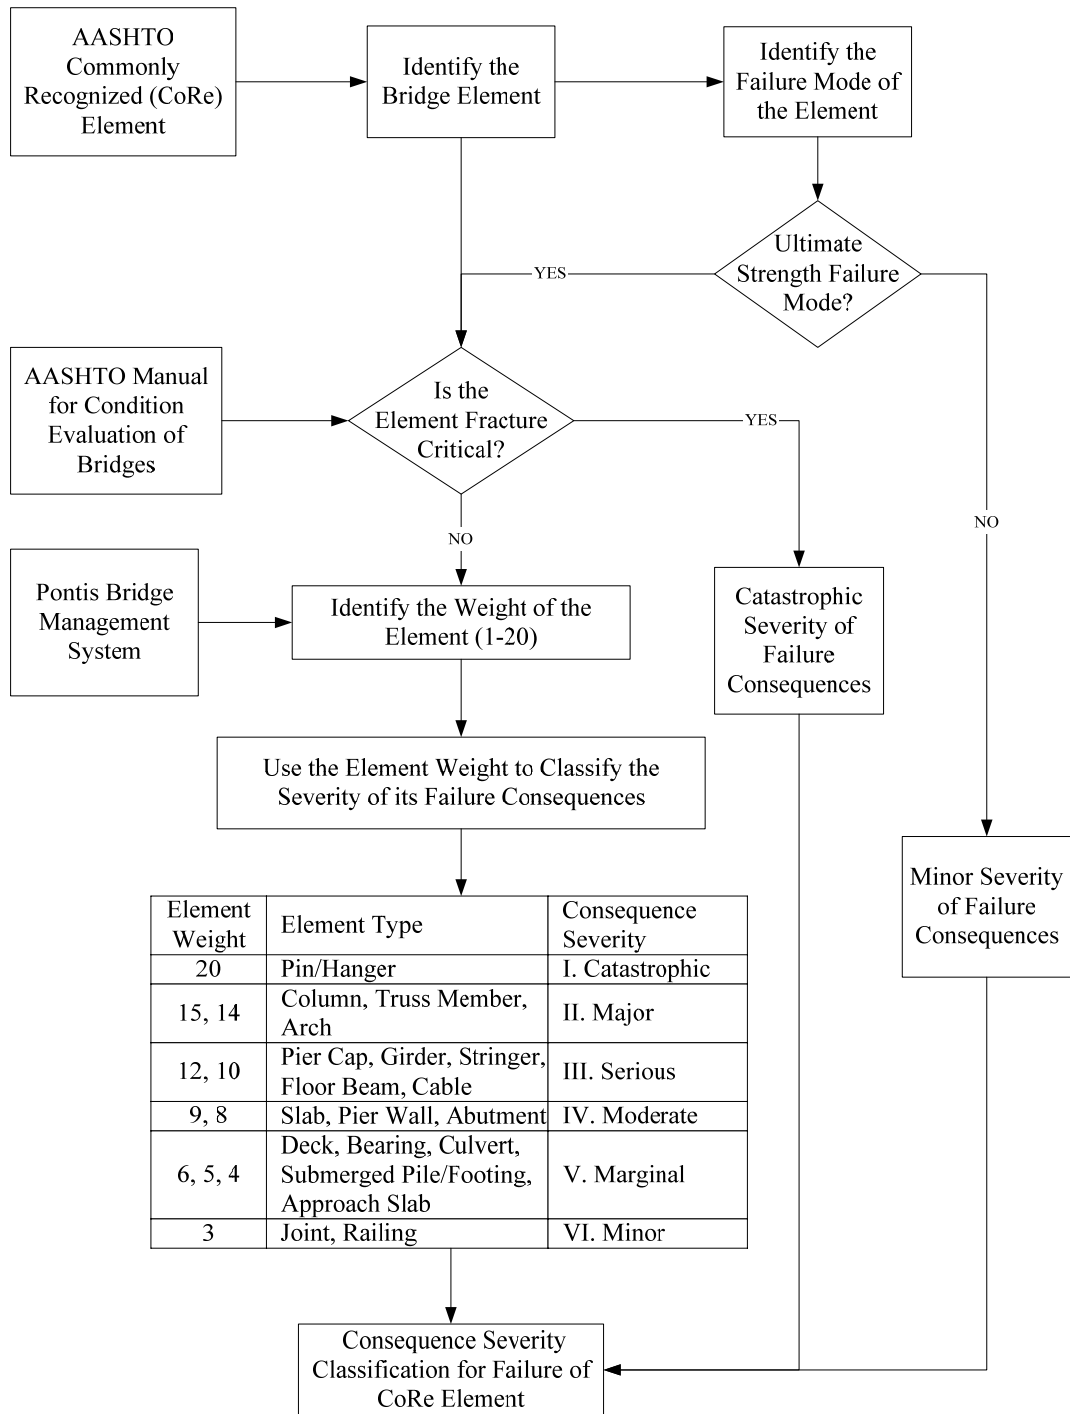 AASHTO
Commonly
Recognized (CoRe)
Element
Identify the
Bridge Element
Identify the
Failure Mode of
the Element
Ultimate
Strength Failure
Mode?
YES
AASHTO Manual
for Condition
Evaluation of
Bridges
Is the
Element Fracture
Critical?
YES
NO
NO
Pontis Bridge
Management
System
Identify the Weight of the
Element (1-20)
Catastrophic
Severity of
Failure
Consequences
Use the Element Weight to Classify the
Severity of its Failure Consequences
Minor Severity
of Failure
Consequences
Element
Weight
Element Type
Consequence
Severity
20
Pin/Hanger
I. Catastrophic
15, 14
Column, Truss Member,
Arch
II. Major
12, 10
Pier Cap, Girder, Stringer,
Floor Beam, Cable
III. Serious
9, 8
Slab, Pier Wall, Abutment
IV. Moderate
6, 5, 4
Deck, Bearing, Culvert,
Submerged Pile/Footing,
Approach Slab
V. Marginal
3
Joint, Railing
VI. Minor
Consequence Severity
Classification for Failure of
CoRe Element